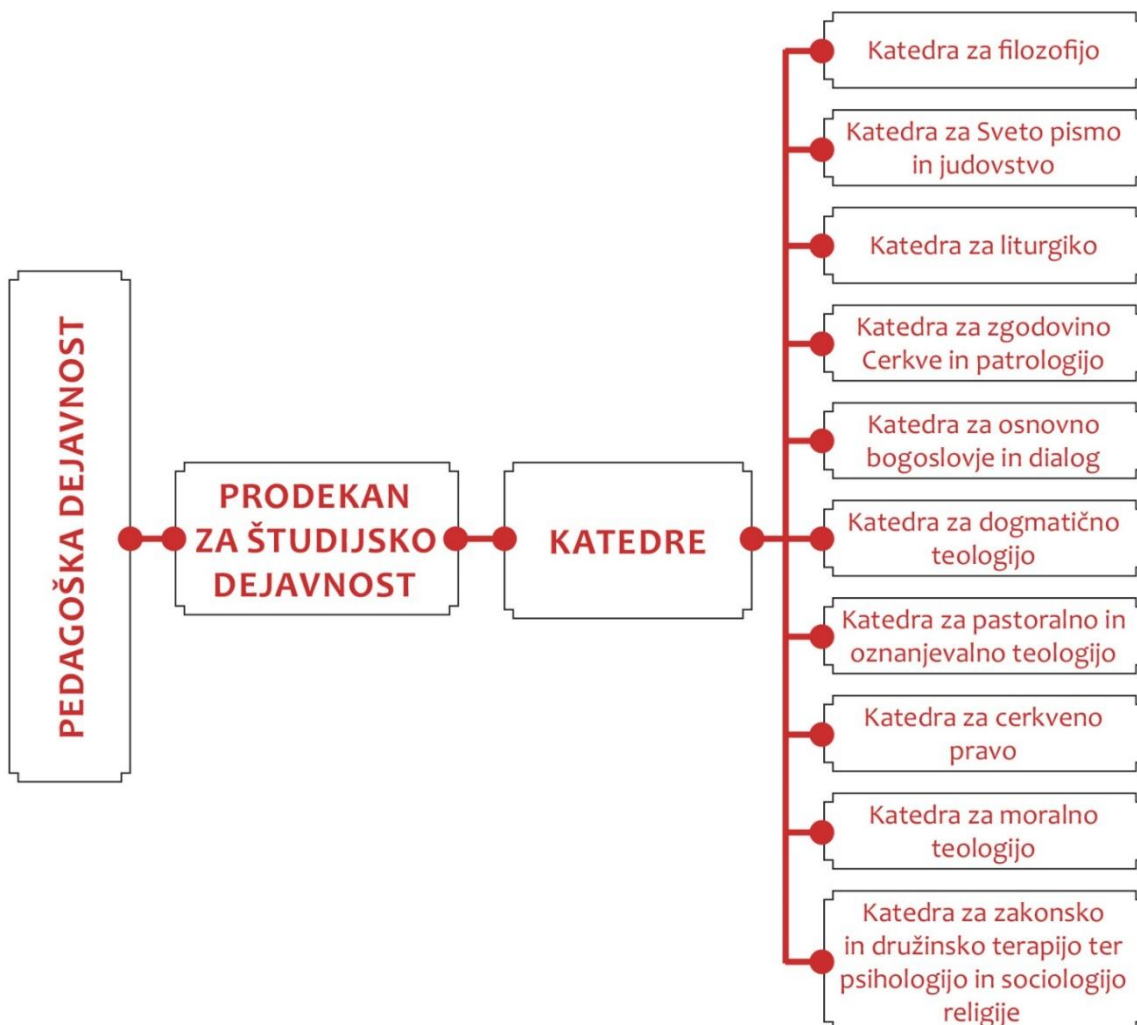 PEDAGOŠKA DEJAVNOST
PRODEKAN
ZA ŠTUDIJSKO
DEJAVNOST
KATEDRE
Katedra za filozofijo
Katedra za Sveto pismo
in judovstvo
Katedra za liturgiko
Katedra za zgodovino
Cerkve in patrologijo
Katedra za osnovno
bogoslovje in dialog
Katedra za dogmatično
teologijo
Katedra za pastoralno in
oznanjevalno teologijo
Katedra za cerkveno
pravo
Katedra za moralno
teologijo
Katedra za zakonsko
in družinsko terapijo ter
psihologijo in sociologijo
religije